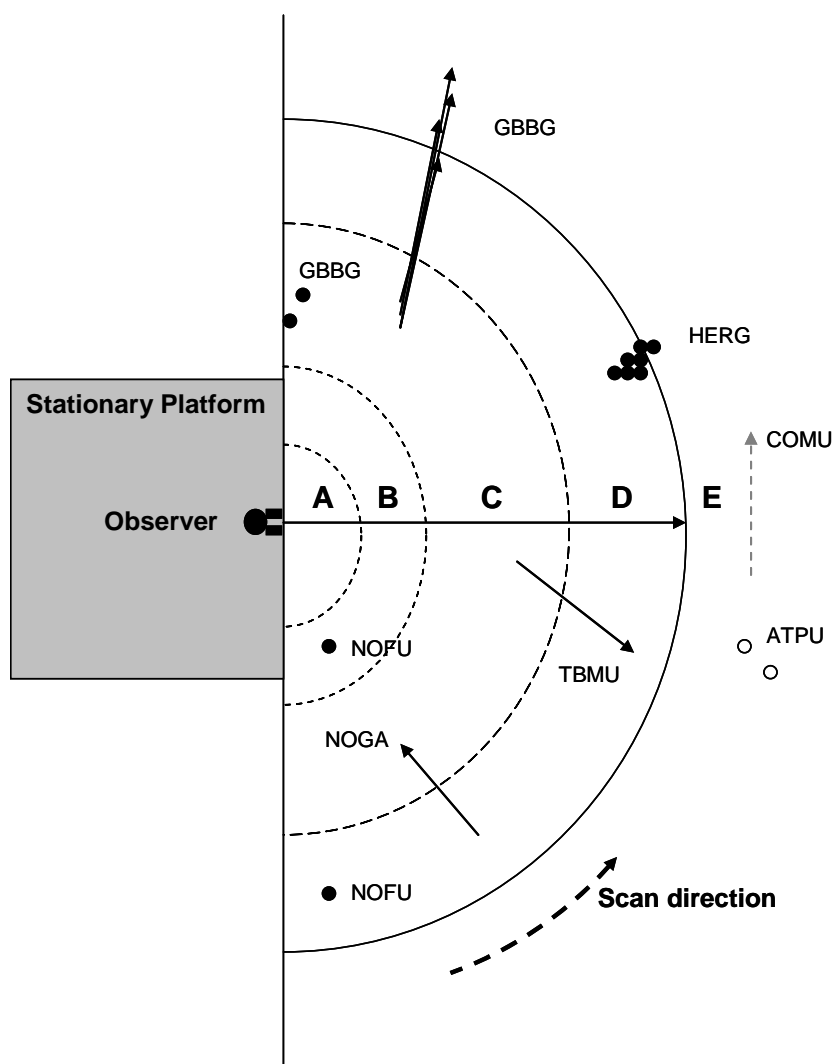 GBBG
GBBG
HERG
Stationary Platform
COMU
A B C D E
Observer
NOFU
ATPU
TBMU
NOGA
NOFU
Scan direction